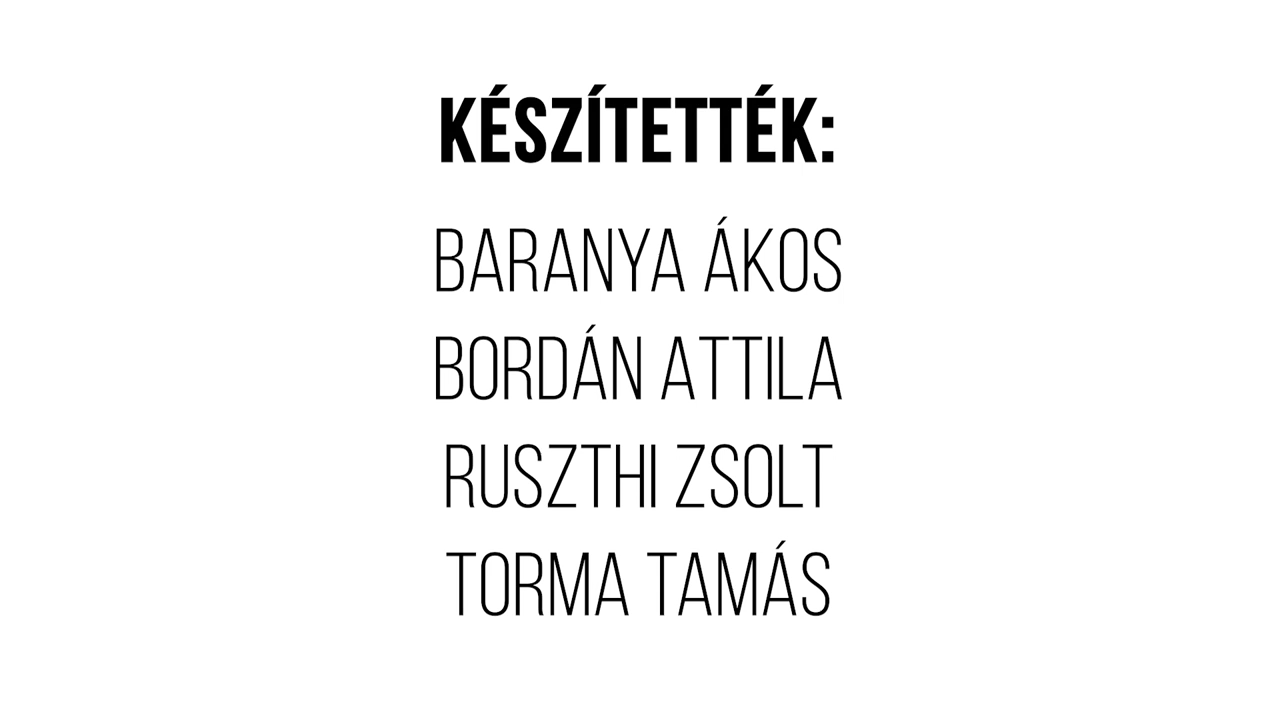 KÉSZÍTETTÉK:
BARANYA ÁKOS
BORDÁN ATTILA
RUSZTHI ZSOLT
TORMA TAMÁS